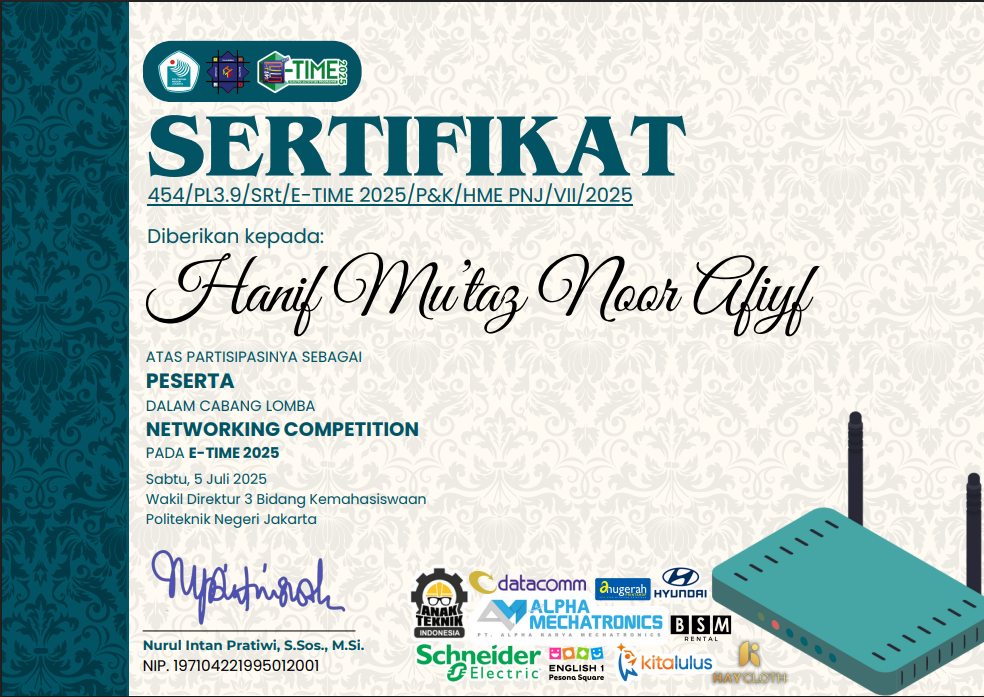 -TIME 2025
SERTIFIKAT
454/PL3.9/SRt/E-TIME 2025/P&K/HME PNJ/VII/2025
Diberikan kepada:
Hanif Mu'taz Noor Afiyf
ATAS PARTISIPASINYA SEBAGAI
PESERTA
DALAM CABANG LOMBA
NETWORKING COMPETITION
PADA E-TIME 2025
Sabtu, 5 Juli 2025
Wakil Direktur 3 Bidang Kemahasiswaan
Politeknik Negeri Jakarta
Nurul Intan Pratiwi, S.Sos., M.Si.
NIP. 197104221995012001
ANAK
TEKNIK
INDONESIA
datacomm
anugerah
HYUNDAI
ALPHA
MECHATRONICS
PT. ALPHA KARYA MECHATRONICS
BSM
RENTAL
Schneider
Electric
ENGLISH 1
Pesona Square
kitalulus
HAYCLOTH